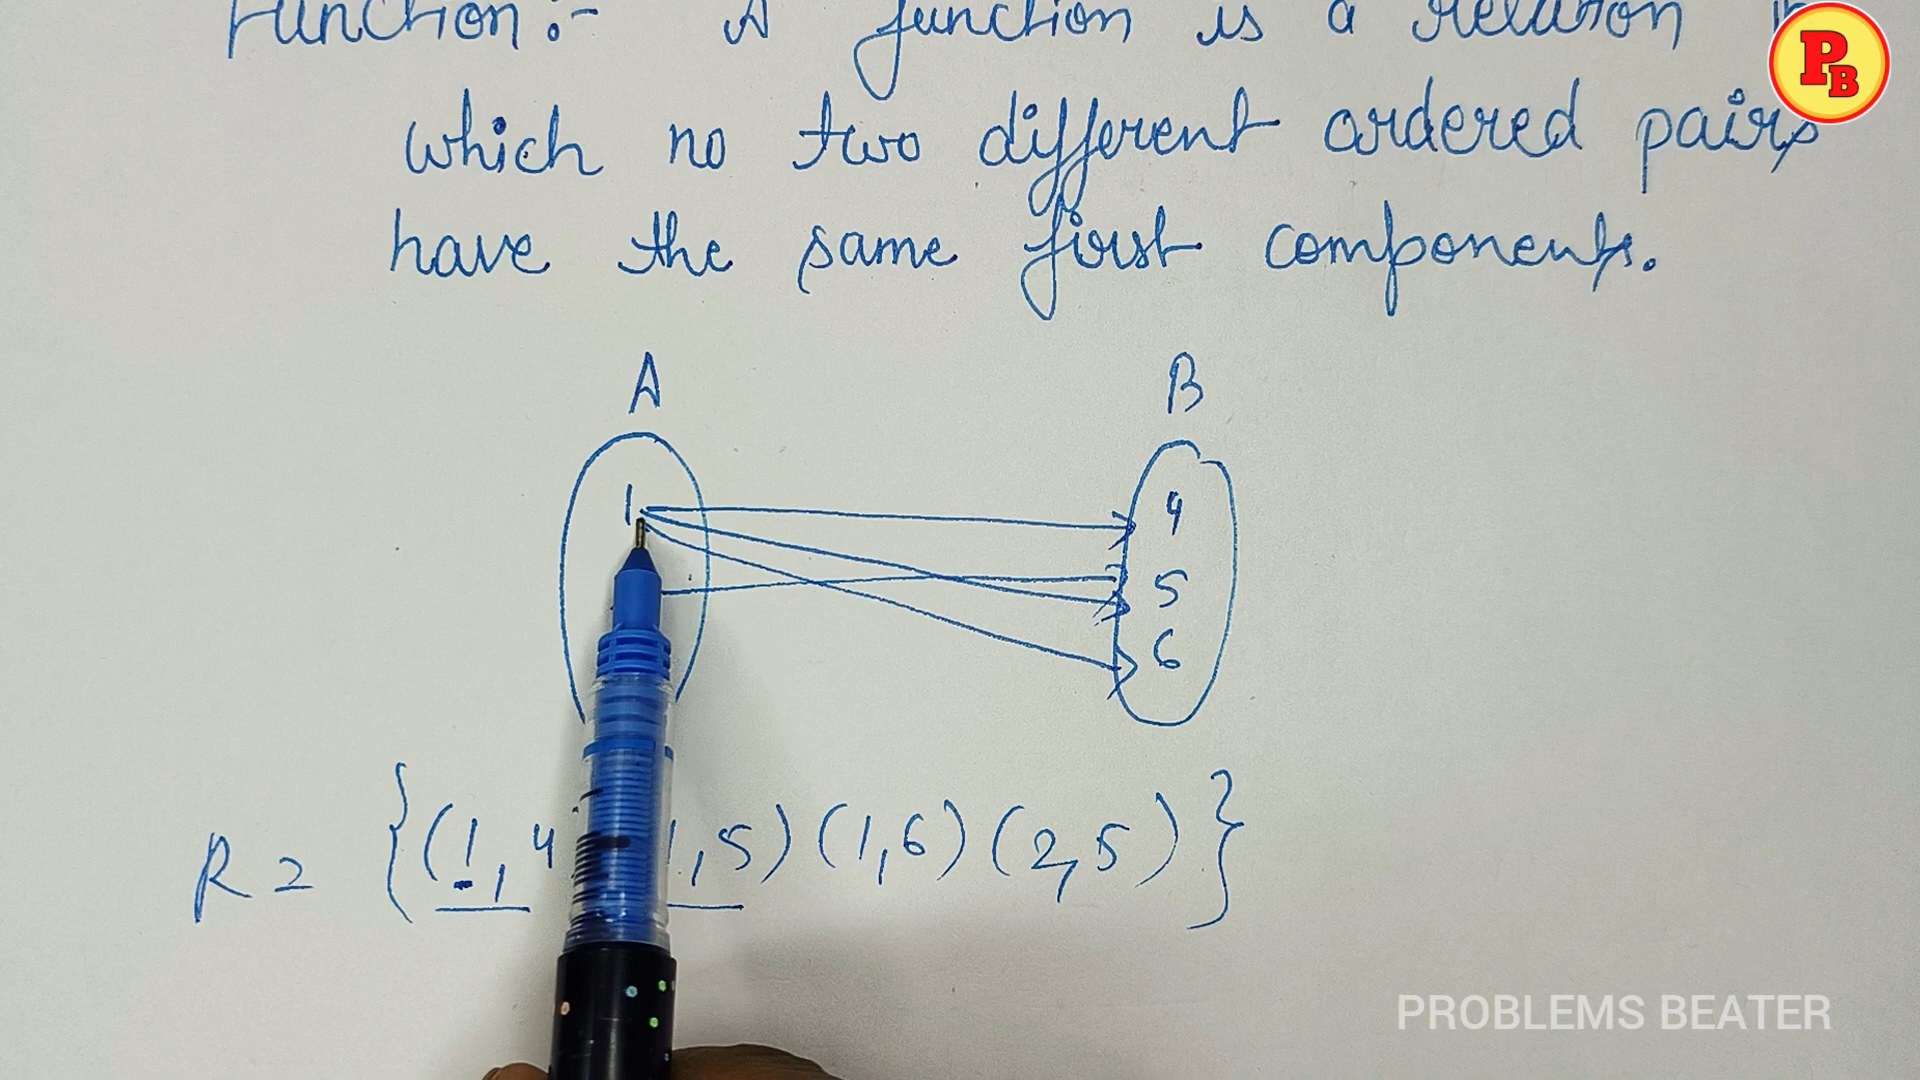 Function :- A function is a relation in
which no two different ordered pairs
have the same first components.
A B
1 4
5
6
R = {(1, 4) 1, 5) (1, 6) (2, 5)}
PB
PROBLEMS BEATER